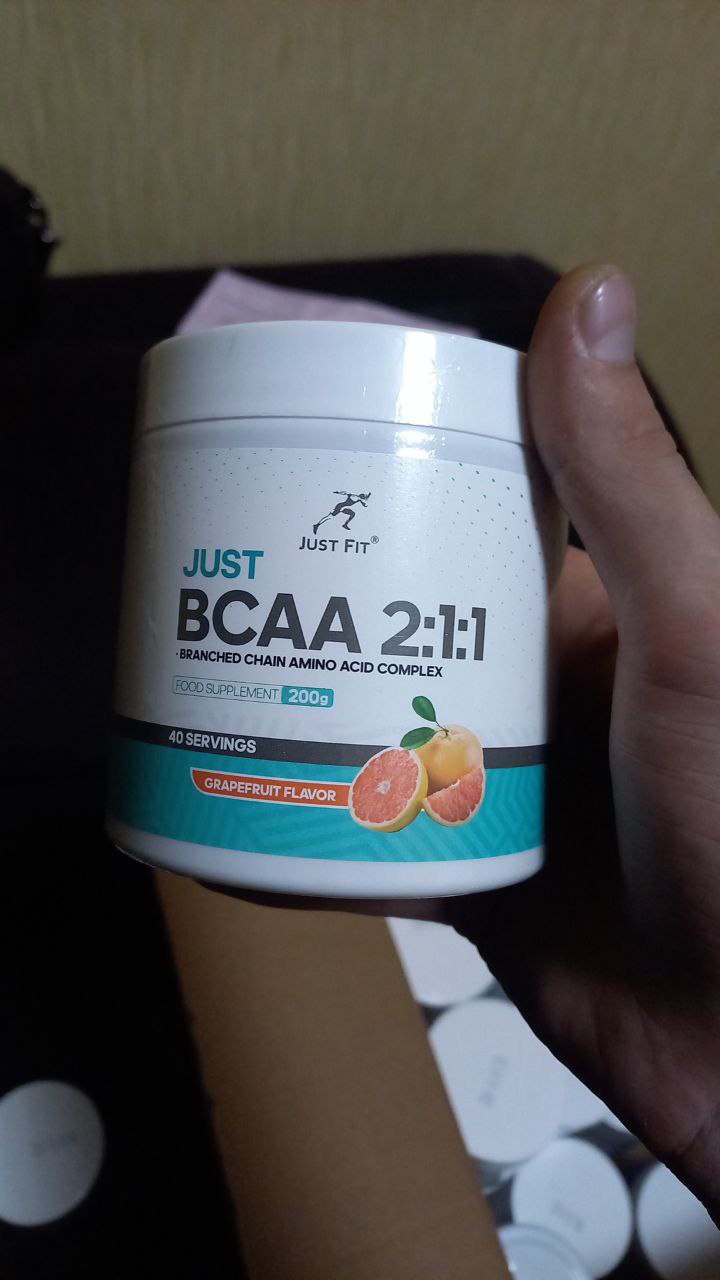 JUST FIT®
JUST
BCAA 2:1:1
· BRANCHED CHAIN AMINO ACID COMPLEX
FOOD SUPPLEMENT 200g
40 SERVINGS
GRAPEFRUIT FLAVOR